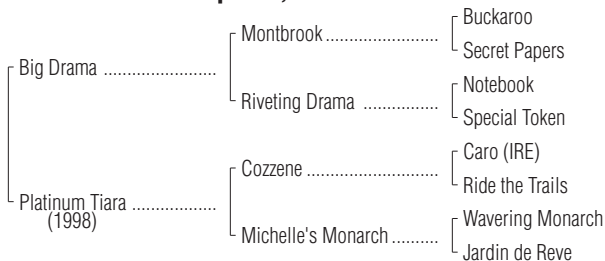 Buckaroo
Montbrook
Secret Papers
Big Drama
Notebook
Riveting Drama
Special Token
Caro (IRE)
Cozzene
Ride the Trails
Platinum Tiara
(1998)
Wavering Monarch
Michelle's Monarch
Jardin de Reve